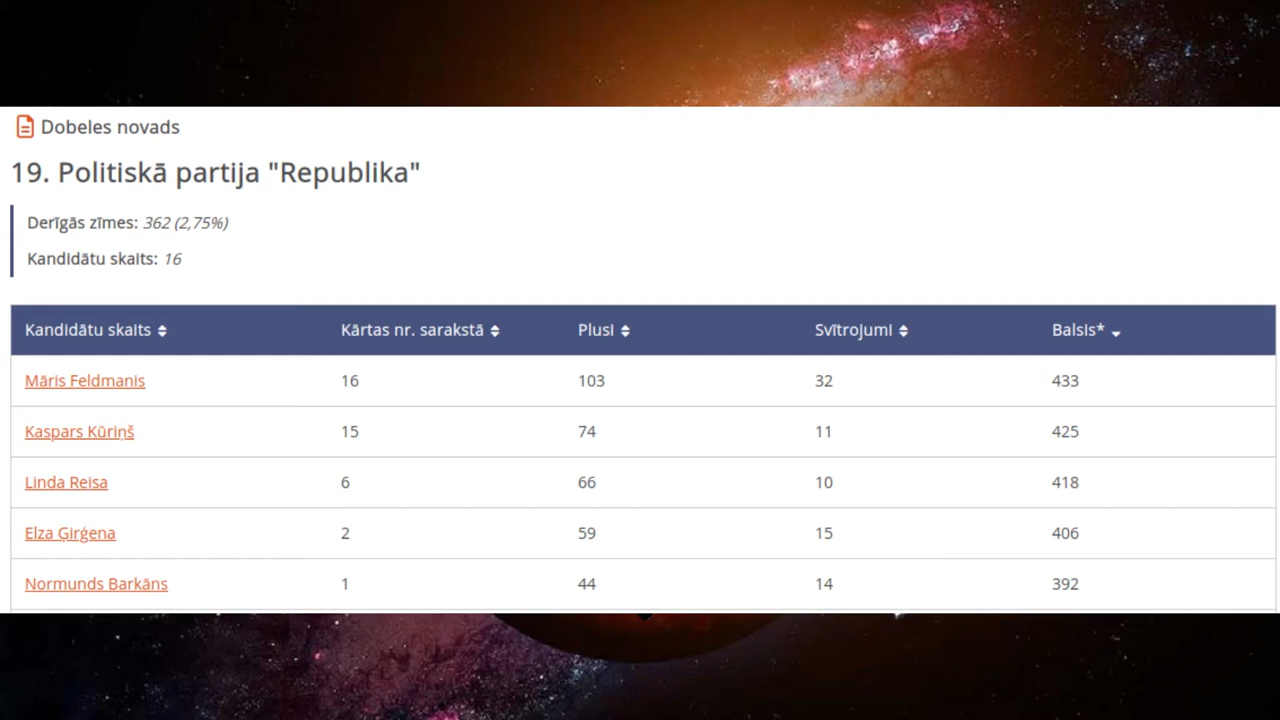 Dobeles novads
19. Politiskā partija "Republika"
Derīgās zīmes: 362 (2,75%)
Kandidātu skaits: 16
Kandidātu skaits Kārtas nr. sarakstā Plusi Svītrojumi Balsis*
Māris Feldmanis 16 103 32 433
Kaspars Kūriņš 15 74 11 425
Linda Reisa 6 66 10 418
Elza Ģirģena 2 59 15 406
Normunds Barkāns 1 44 14 392